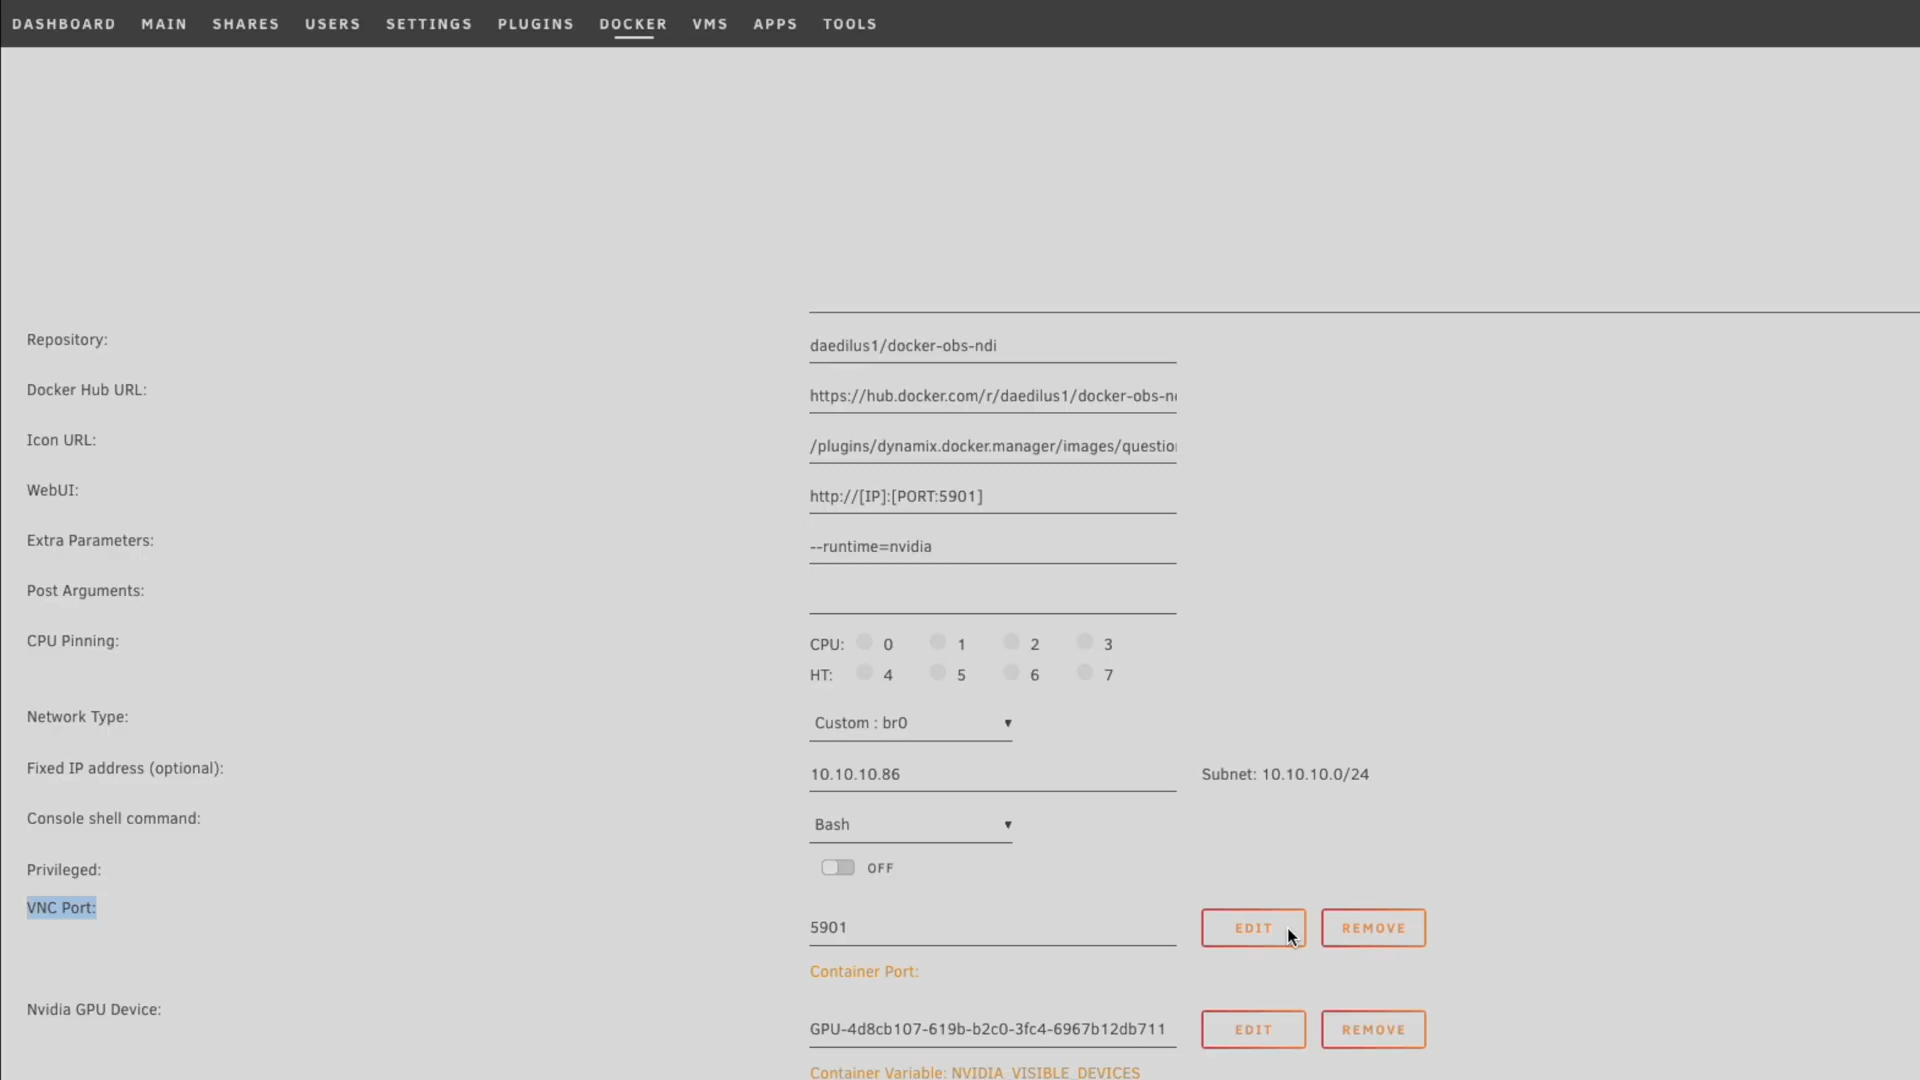 DASHBOARD MAIN SHARES USERS SETTINGS PLUGINS DOCKER VMS APPS TOOLS
Repository: daedilus1/docker-obs-ndi
Docker Hub URL: https://hub.docker.com/r/daedilus1/docker-obs-n
Icon URL: /plugins/dynamix.docker.manager/images/questio
WebUI: http://[IP]:[PORT:5901]
Extra Parameters: --runtime=nvidia
Post Arguments:
CPU Pinning: CPU: 0 1 2 3
HT: 4 5 6 7
Network Type: Custom : br0
Fixed IP address (optional): 10.10.10.86 Subnet: 10.10.10.0/24
Console shell command: Bash
Privileged: OFF
VNC Port: 5901 EDIT REMOVE
Container Port:
Nvidia GPU Device: GPU-4d8cb107-619b-b2c0-3fc4-6967b12db711 EDIT REMOVE
Container Variable: NVIDIA_VISIBLE_DEVICES